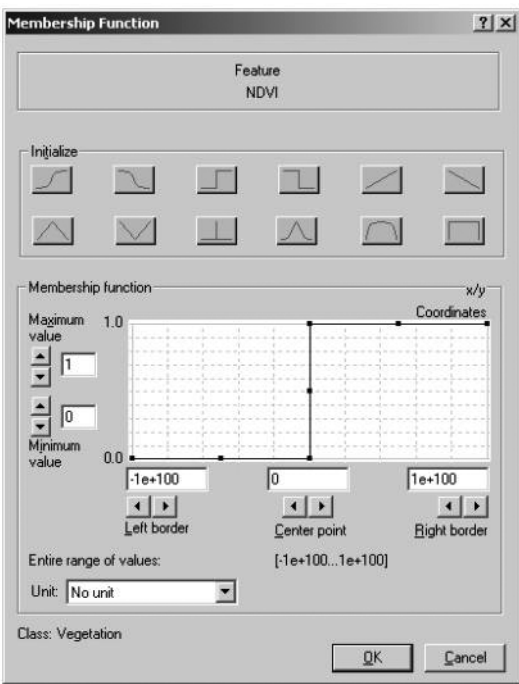 Membership Function
Feature
NDVI
Initialize
Membership function
x/y
Maximum value
1.0
Coordinates
1
0
Minimum value
0.0
-1e+100
0
1e+100
Left border
Center point
Right border
Entire range of values:
[-1e+100...1e+100]
Unit:
No unit
Class: Vegetation
OK
Cancel